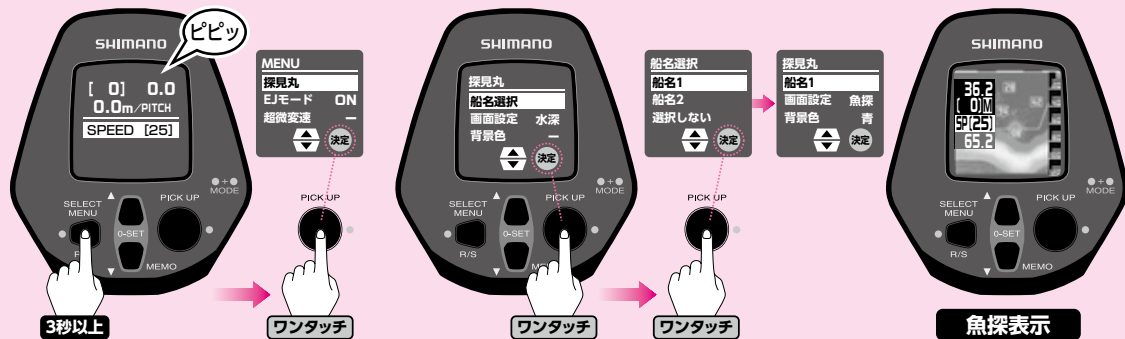 ピピッ
SHIMANO
[ 0] 0.0
0.0m/PITCH
SPEED [25]
MODE
SELECT
MENU
PICK UP
0-SET
MEMO
3秒以上
MENU
探見丸
EJモード ON
超微変速 ー
決定
PICK UP
ワンタッチ
SHIMANO
探見丸
船名選択
画面設定 水深
背景色 ー
決定
MODE
SELECT
MENU
PICK UP
0-SET
R/S
ワンタッチ
船名選択
船名1
船名2
選択しない
決定
PICK UP
ワンタッチ
探見丸
船名1
画面設定 魚探
背景色 青
決定
SHIMANO
36.2
[ 0]M
SP[25]
65.2
MODE
SELECT
MENU
PICK UP
0-SET
R/S
MEMO
魚探表示